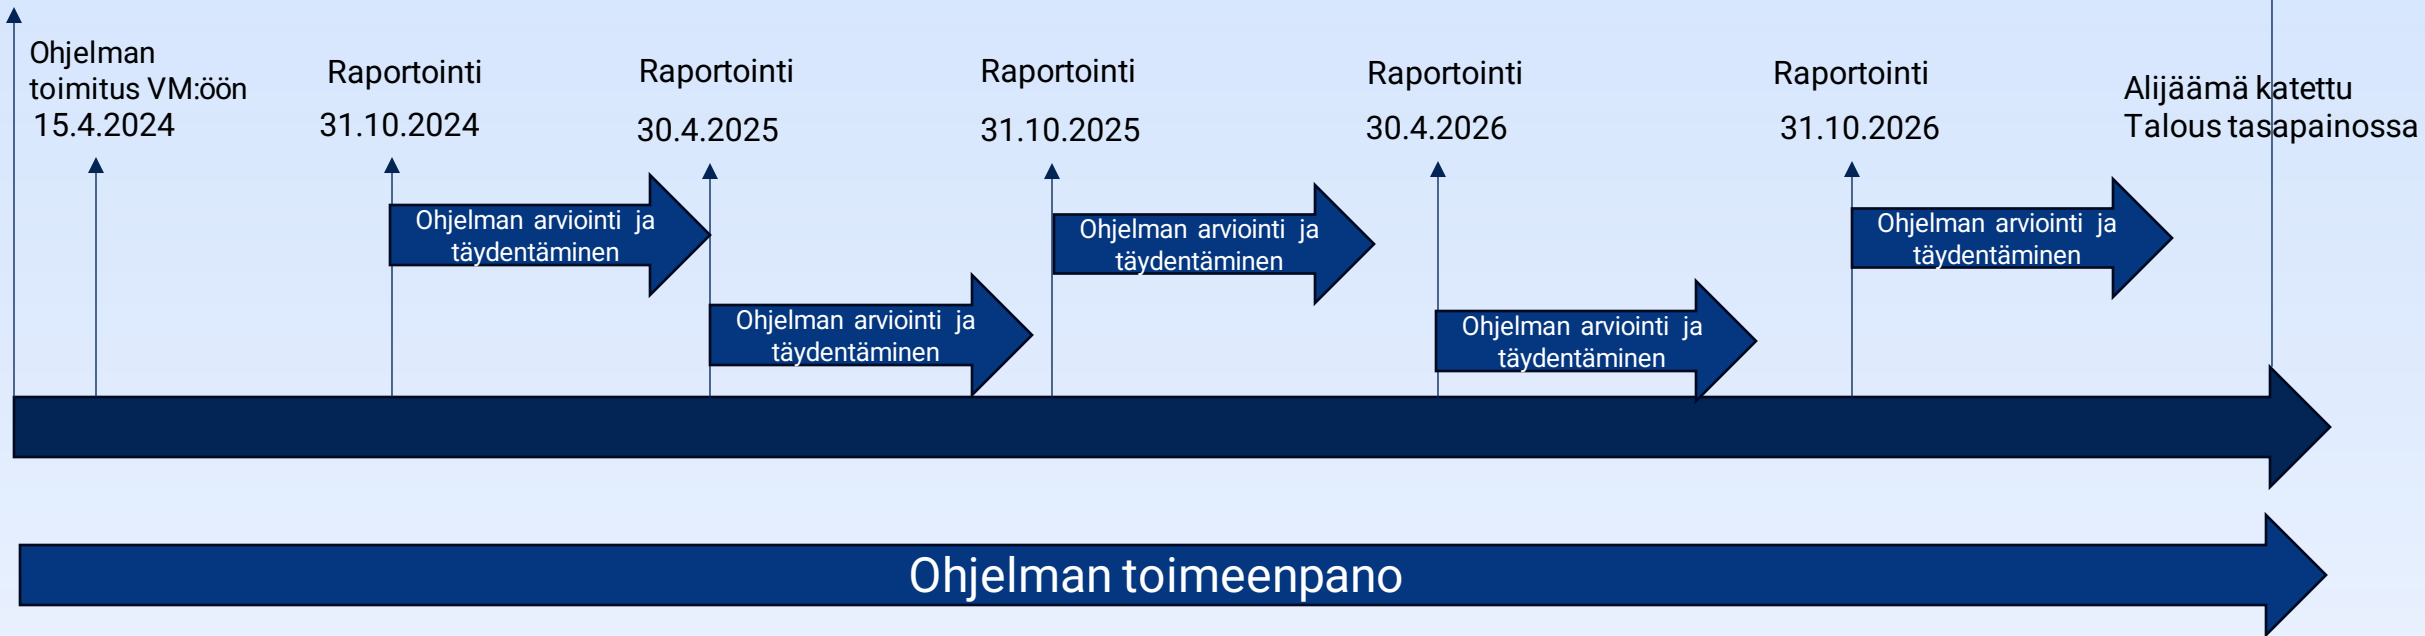 Ohjelman
toimitus VM:öön
15.4.2024
Raportointi
31.10.2024
Raportointi
30.4.2025
Raportointi
31.10.2025
Raportointi
30.4.2026
Raportointi
31.10.2026
Alijäämä katettu
Talous tasapainossa
Ohjelman arviointi ja
täydentäminen
Ohjelman arviointi ja
täydentäminen
Ohjelman arviointi ja
täydentäminen
Ohjelman arviointi ja
täydentäminen
Ohjelman arviointi ja
täydentäminen
Ohjelman toimeenpano